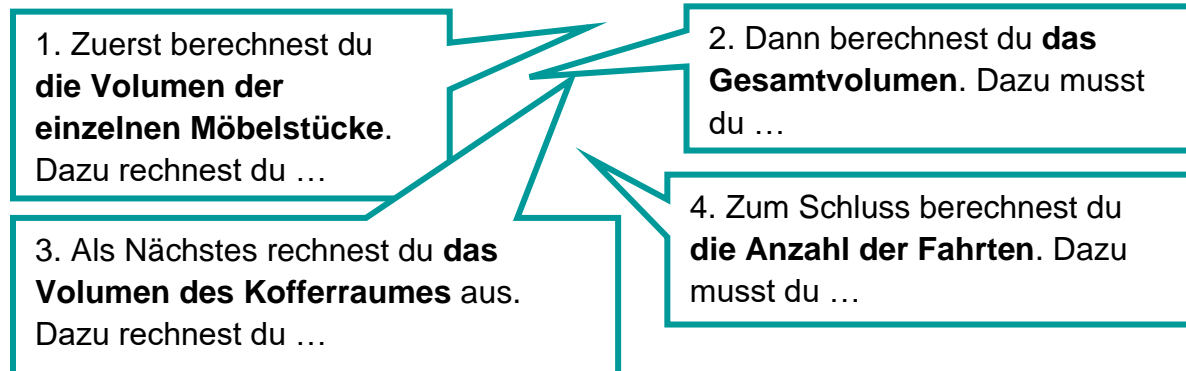 1. Zuerst berechnest du
die Volumen der
einzelnen Möbelstücke.
Dazu rechnest du …
2. Dann berechnest du das
Gesamtvolumen. Dazu musst
du …
3. Als Nächstes rechnest du das
Volumen des Kofferraumes aus.
Dazu rechnest du …
4. Zum Schluss berechnest du
die Anzahl der Fahrten. Dazu
musst du …